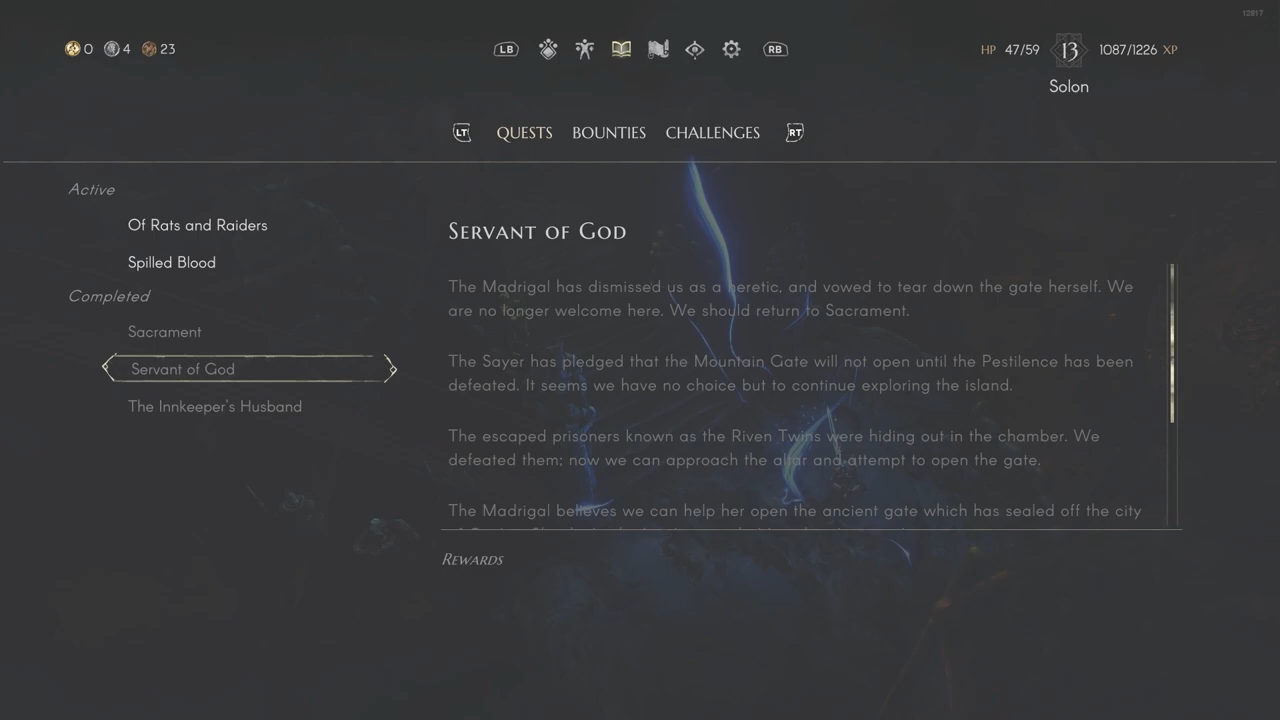 12817
0 4 23
LB RB
HP 47/59 13 1087/1226 XP
Solon
LT QUESTS BOUNTIES CHALLENGES RT
Active
Of Rats and Raiders
Spilled Blood
Completed
Sacrament
Servant of God
The Innkeeper's Husband
Servant of God
The Madrigal has dismissed us as a heretic, and vowed to tear down the gate herself. We
are no longer welcome here. We should return to Sacrament.
The Sayer has pledged that the Mountain Gate will not open until the Pestilence has been
defeated. It seems we have no choice but to continue exploring the island.
The escaped prisoners known as the Riven Twins were hiding out in the chamber. We
defeated them; now we can approach the altar and attempt to open the gate.
The Madrigal believes we can help her open the ancient gate which has sealed off the city
Rewards